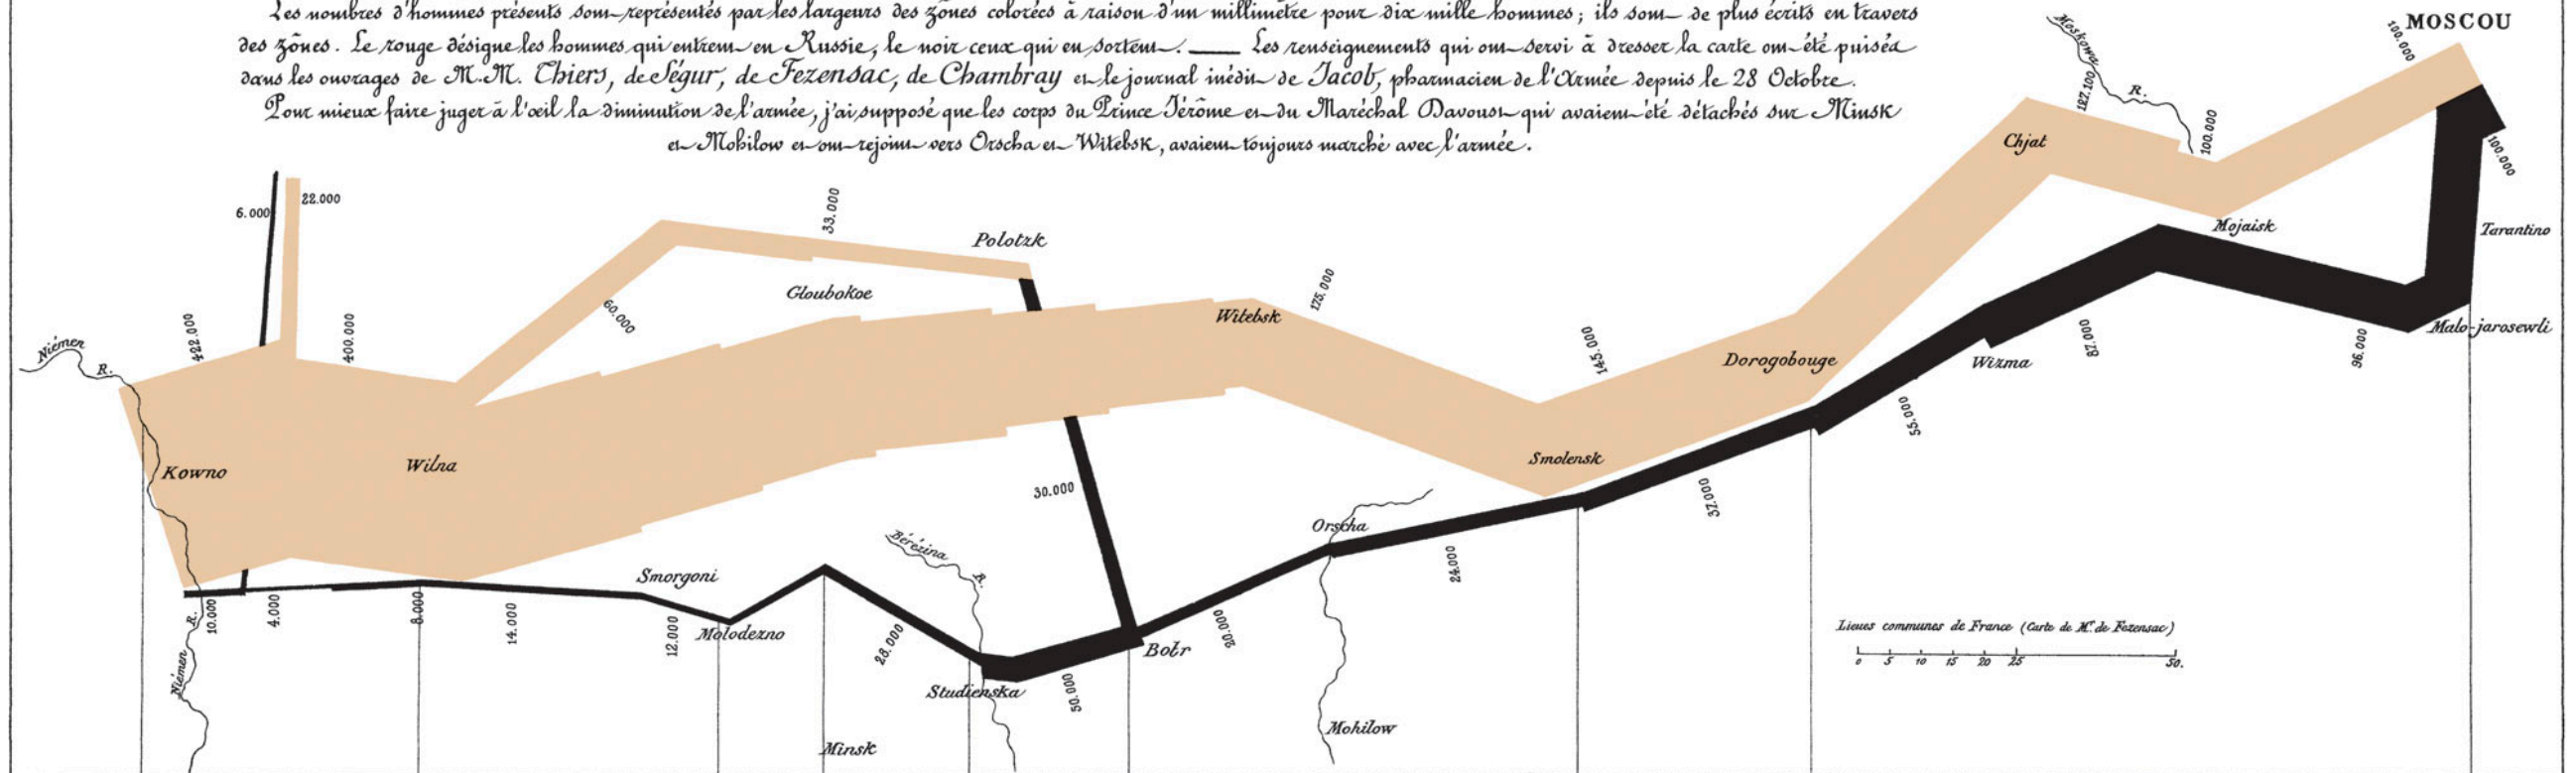 Les nombres d'hommes présents sont représentés par les largeurs des zônes colorées à raison d'un millimètre pour dix mille hommes; ils sont de plus écrits en travers
des zônes. Le rouge désigne les hommes qui entrent en Russie, le noir ceux qui en sortent. — Les renseignements qui ont servi à dresser la carte ont été puisés
dans les ouvrages de M.M. Thiers, de Ségur, de Fezensac, de Chambray et le journal inédit de Jacob, pharmacien de l'Armée depuis le 28 Octobre.
Pour mieux faire juger à l'œil la diminution de l'armée, j'ai supposé que les corps du Prince Jérôme et du Maréchal Davoust qui avaient été détachés sur Minsk
et Mohilow et ont rejoint vers Orscha et Witebsk, avaient toujours marché avec l'armée.
Moskowa
R.
100.000
MOSCOU
127.100
100.000
Chjat
100.000
Mojaisk
Tarantino
6.000
22.000
33.000
Polotzk
60.000
Gloubokoe
Witebsk
175.000
Niémen
R.
422.000
400.000
145.000
Dorogobouge
Wizma
87.000
96.000
Malo-jarosewli
Kowno
Wilna
Smolensk
55.000
37.000
30.000
Orscha
24.000
Bérézina
R.
Smorgoni
10.000
R.
4.000
8.000
14.000
12.000
Molodezno
28.000
20.000
Bobr
Niémen
Studienska
50.000
Lieues communes de France (Carte de M. de Fezensac)
0 5 10 15 20 25 50.
Minsk
Mohilow